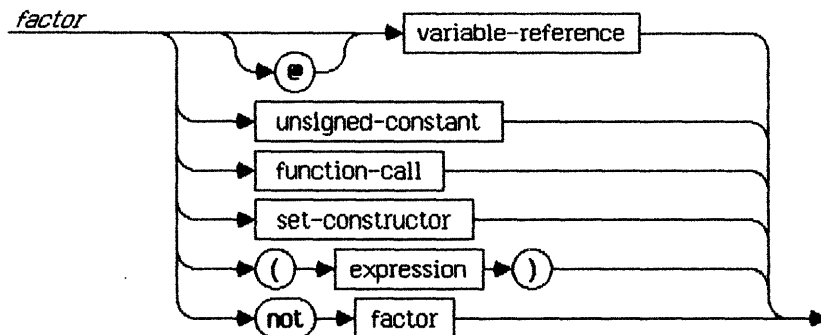 factor
variable-reference
@
unsigned-constant
function-call
set-constructor
( expression )
not factor